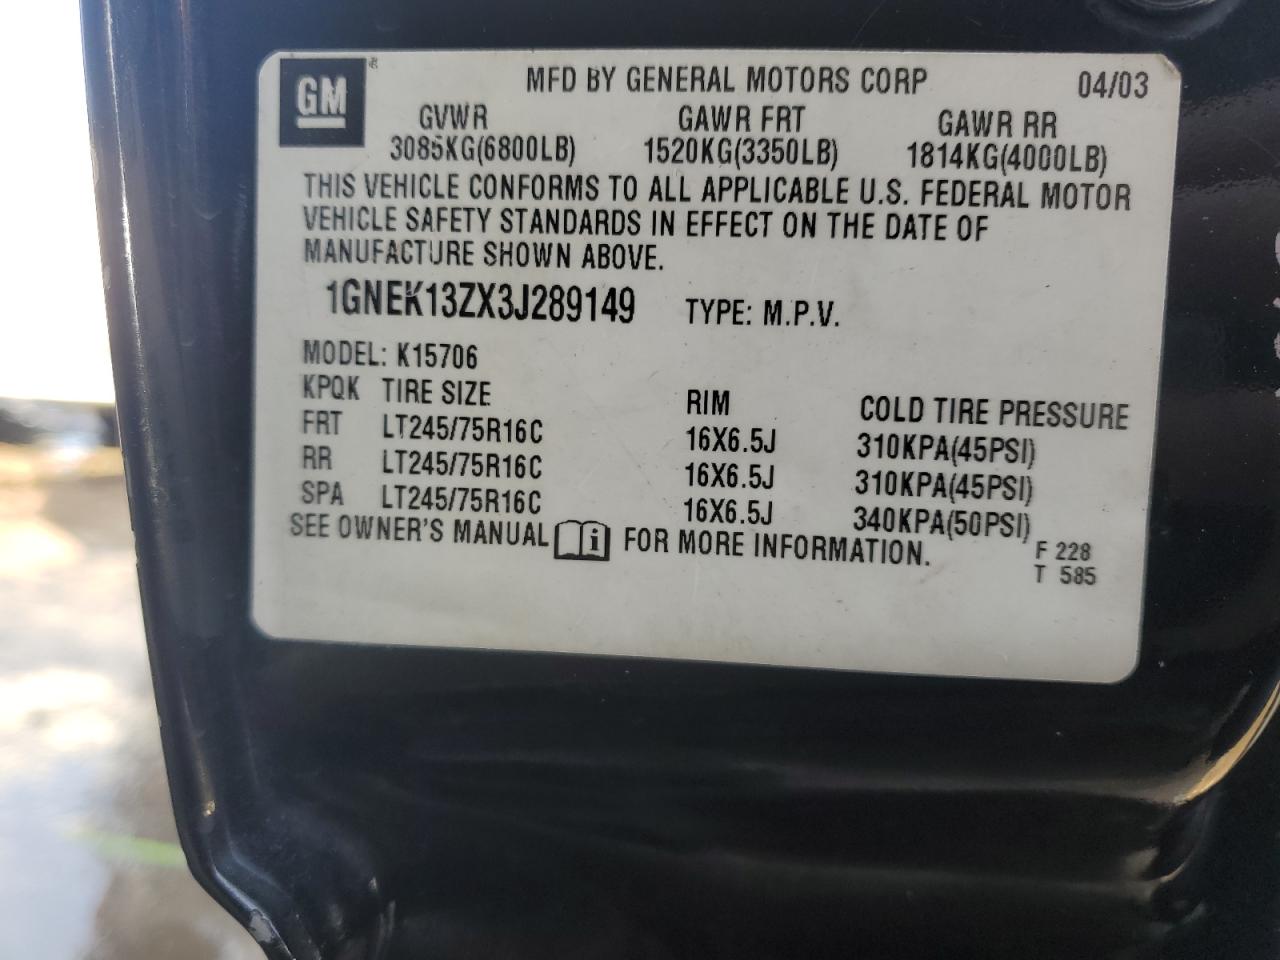 GM
MFD BY GENERAL MOTORS CORP 04/03
GVWR GAWR FRT GAWR RR
3085KG(6800LB) 1520KG(3350LB) 1814KG(4000LB)
THIS VEHICLE CONFORMS TO ALL APPLICABLE U.S. FEDERAL MOTOR
VEHICLE SAFETY STANDARDS IN EFFECT ON THE DATE OF
MANUFACTURE SHOWN ABOVE.
1GNEK13ZX3J289149 TYPE: M.P.V.
MODEL: K15706
KPQK TIRE SIZE RIM COLD TIRE PRESSURE
FRT LT245/75R16C 16X6.5J 310KPA(45PSI)
RR LT245/75R16C 16X6.5J 310KPA(45PSI)
SPA LT245/75R16C 16X6.5J 340KPA(50PSI)
SEE OWNER'S MANUAL i FOR MORE INFORMATION.
F 228
T 585